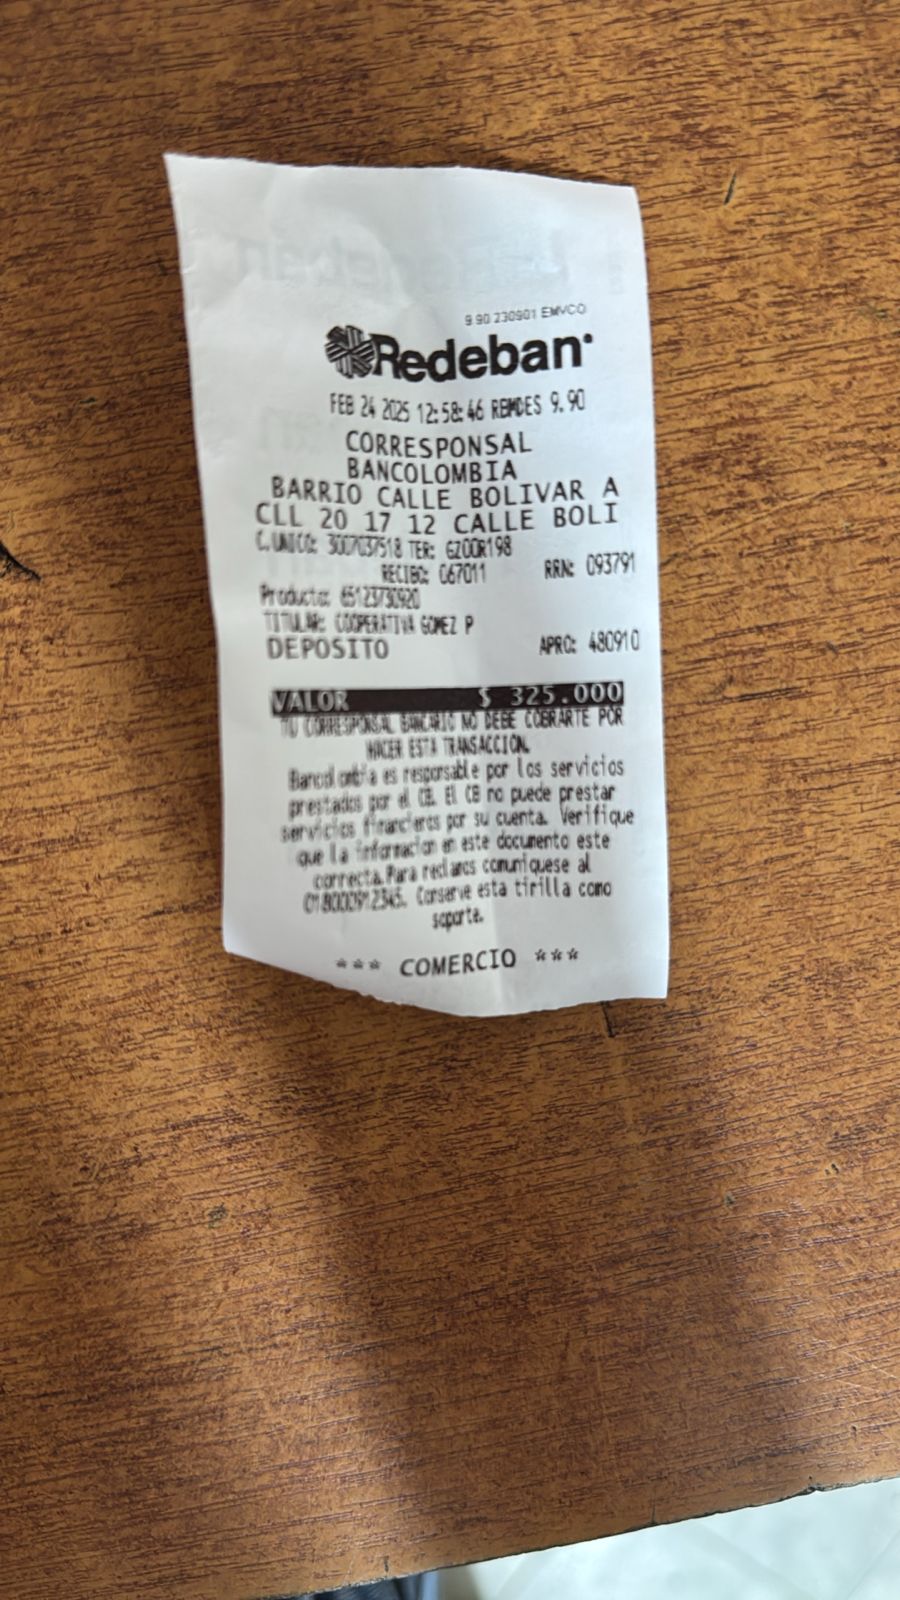 9 90 230901 EMVCO
Redeban
FEB 24 2025 12:58:46 RBMDES 9.90
CORRESPONSAL
BANCOLOMBIA
BARRIO CALLE BOLIVAR A
CLL 20 17 12 CALLE BOLI
C.UNICO: 3007037518 TER: GZ00R198
RECIBO: 067011 RRN: 093791
Producto: 65123730920
TITULAR: COOPERATIVA GOMEZ P
DEPOSITO APRO: 480910
VALOR $ 325.000
TU CORRESPONSAL BANCARIO NO DEBE COBRARTE POR
HACER ESTA TRANSACCION.
Bancolombia es responsable por los servicios
prestados por el CB. El CB no puede prestar
servicios financieros por su cuenta. Verifique
que la informacion en este documento este
correcta.Para reclamos comuniquese al
018000912345. Conserve esta tirilla como
soporte.
*** COMERCIO ***